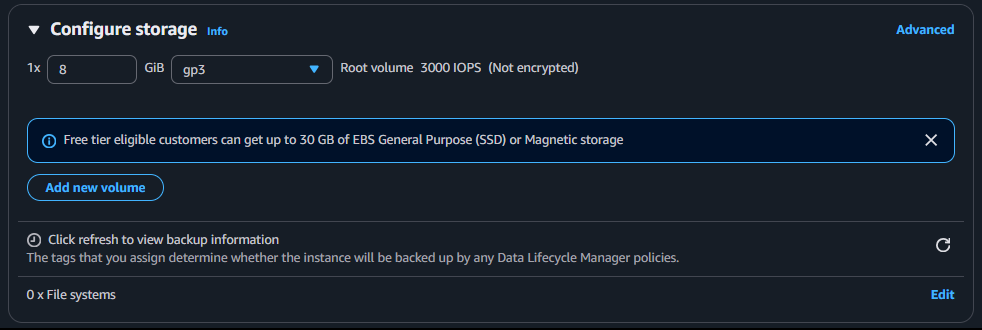 Configure storage Info Advanced
1x 8 GiB gp3 Root volume 3000 IOPS (Not encrypted)
Free tier eligible customers can get up to 30 GB of EBS General Purpose (SSD) or Magnetic storage
Add new volume
Click refresh to view backup information
The tags that you assign determine whether the instance will be backed up by any Data Lifecycle Manager policies.
0 x File systems Edit